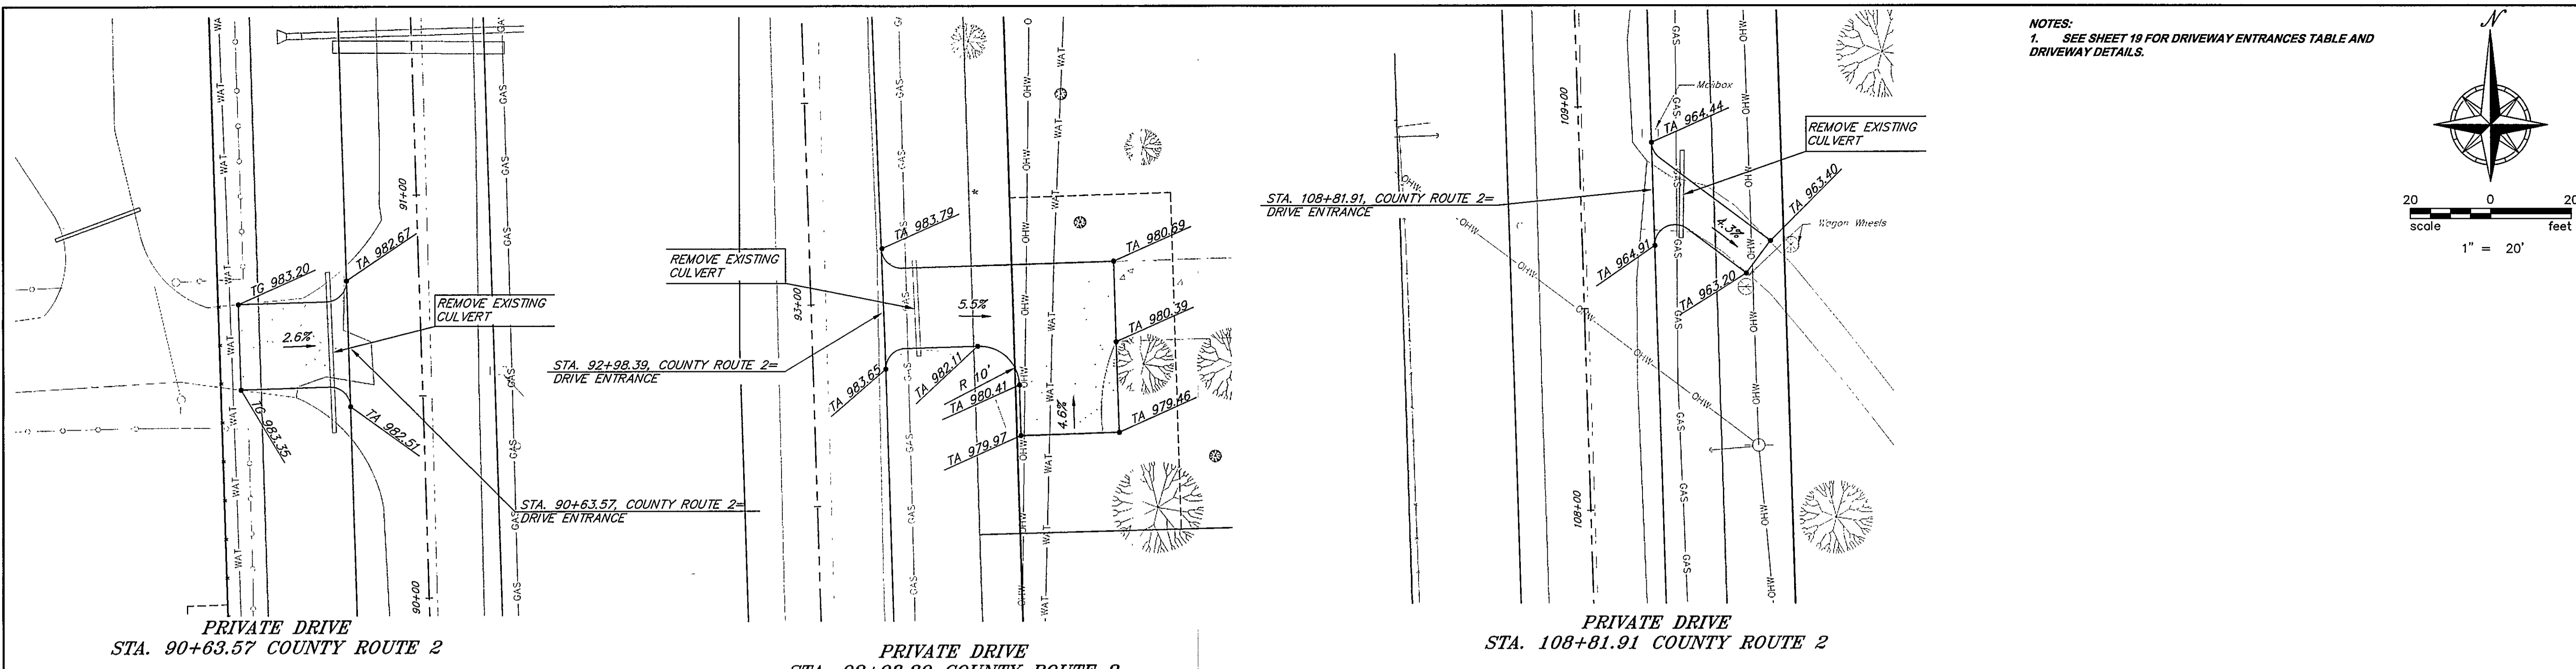 WAT
GAS
91+00
TG 983.20
TA 982.67
REMOVE EXISTING
CULVERT
2.6%
TG 983.35
TA 982.51
STA. 90+63.57, COUNTY ROUTE 2=
DRIVE ENTRANCE
90+00
PRIVATE DRIVE
STA. 90+63.57 COUNTY ROUTE 2
GAS
OHW
WAT
TA 983.79
REMOVE EXISTING
CULVERT
93+00
5.5%
TA 980.69
TA 980.39
STA. 92+98.39, COUNTY ROUTE 2=
DRIVE ENTRANCE
TA 983.65
TA 982.11
R 10'
TA 980.41
4.6%
TA 979.46
TA 979.97
PRIVATE DRIVE
COUNTY ROUTE 2
GAS
OHW
109+00
Mailbox
TA 964.44
REMOVE EXISTING
CULVERT
STA. 108+81.91, COUNTY ROUTE 2=
DRIVE ENTRANCE
4.3%
TA 963.40
Wagon Wheels
TA 964.91
TA 963.20
108+00
PRIVATE DRIVE
STA. 108+81.91 COUNTY ROUTE 2
NOTES:
1. SEE SHEET 19 FOR DRIVEWAY ENTRANCES TABLE AND
DRIVEWAY DETAILS.
N
20 0 20
scale feet
1" = 20'